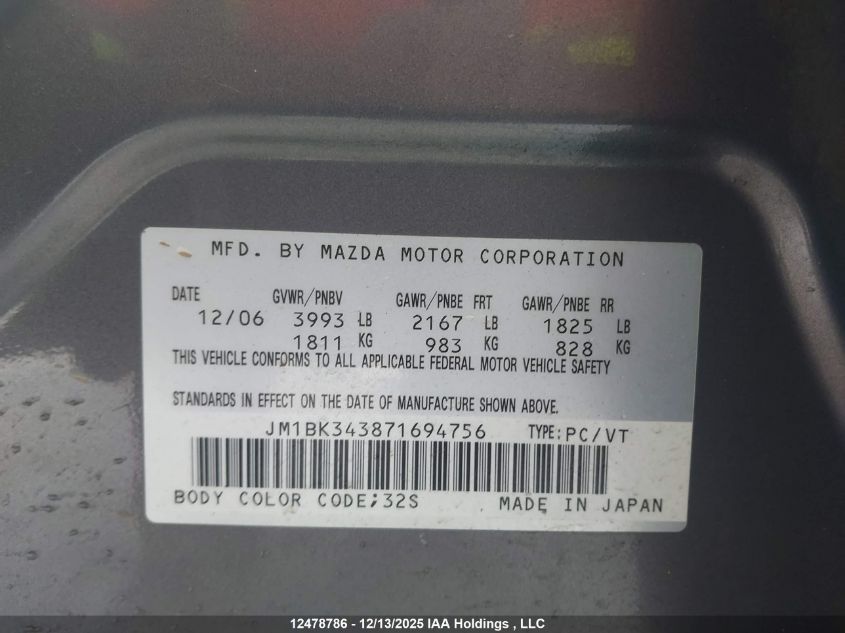 MFD. BY MAZDA MOTOR CORPORATION
DATE GVWR/PNBV GAWR/PNBE FRT GAWR/PNBE RR
12/06 3993 LB 2167 LB 1825 LB
1811 KG 983 KG 828 KG
THIS VEHICLE CONFORMS TO ALL APPLICABLE FEDERAL MOTOR VEHICLE SAFETY
STANDARDS IN EFFECT ON THE DATE OF MANUFACTURE SHOWN ABOVE.
JM1BK343871694756 TYPE:PC/VT
BODY COLOR CODE;32S MADE IN JAPAN
12478786 - 12/13/2025 IAA Holdings, LLC